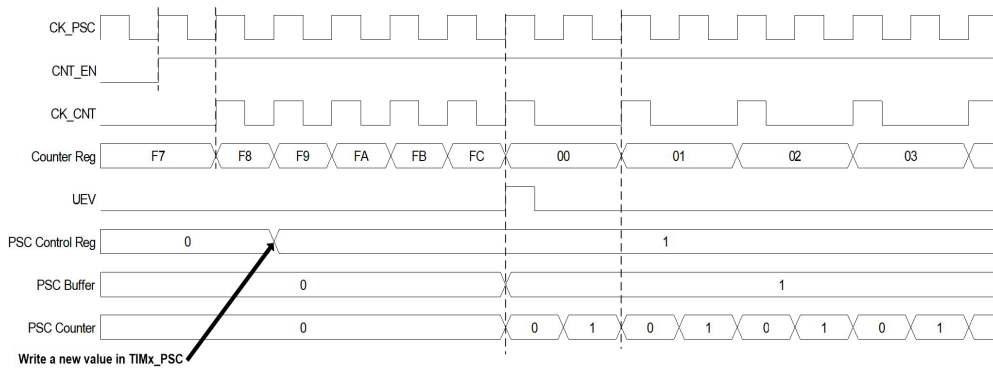 CK_PSC
CNT_EN
CK_CNT
Counter Reg F7 F8 F9 FA FB FC 00 01 02 03
UEV
PSC Control Reg 0 1
PSC Buffer 0 1
PSC Counter 0 0 1 0 1 0 1 0 1
Write a new value in TIMx_PSC